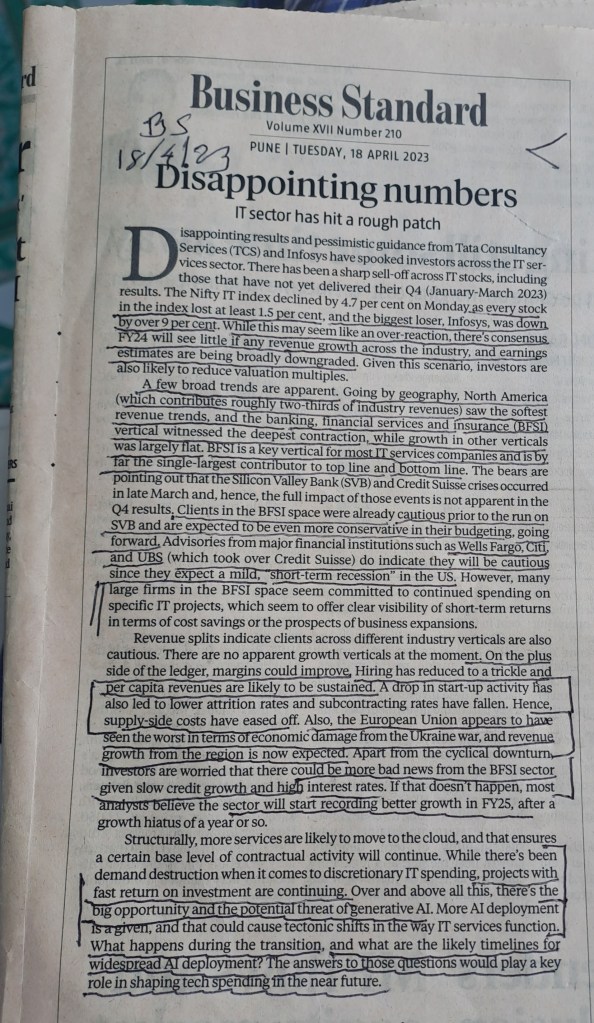 rd
Business Standard
Volume XVII Number 210
BS
18/4/23
PUNE | TUESDAY, 18 APRIL 2023
Disappointing numbers
IT sector has hit a rough patch
Disappointing results and pessimistic guidance from Tata Consultancy
Services (TCS) and Infosys have spooked investors across the IT ser-
vices sector. There has been a sharp sell-off across IT stocks, including
those that have not yet delivered their Q4 (January-March 2023)
results. The Nifty IT index declined by 4.7 per cent on Monday as every stock
in the index lost at least 1.5 per cent, and the biggest loser, Infosys, was down
by over 9 per cent. While this may seem like an over-reaction, there's consensus
FY24 will see little if any revenue growth across the industry, and earnings
estimates are being broadly downgraded. Given this scenario, investors are
also likely to reduce valuation multiples.
A few broad trends are apparent. Going by geography, North America
(which contributes roughly two-thirds of industry revenues) saw the softest
revenue trends, and the banking, financial services and insurance (BFSI)
vertical witnessed the deepest contraction, while growth in other verticals
was largely flat. BFSI is a key vertical for most IT services companies and is by
far the single-largest contributor to top line and bottom line. The bears are
pointing out that the Silicon Valley Bank (SVB) and Credit Suisse crises occurred
in late March and, hence, the full impact of those events is not apparent in the
Q4 results. Clients in the BFSI space were already cautious prior to the run on
SVB and are expected to be even more conservative in their budgeting, going
forward. Advisories from major financial institutions such as Wells Fargo, Citi,
and UBS (which took over Credit Suisse) do indicate they will be cautious
since they expect a mild, "short-term recession" in the US. However, many
large firms in the BFSI space seem committed to continued spending on
specific IT projects, which seem to offer clear visibility of short-term returns
in terms of cost savings or the prospects of business expansions.
Revenue splits indicate clients across different industry verticals are also
cautious. There are no apparent growth verticals at the moment. On the plus
side of the ledger, margins could improve. Hiring has reduced to a trickle and
per capita revenues are likely to be sustained. A drop in start-up activity has
also led to lower attrition rates and subcontracting rates have fallen. Hence,
supply-side costs have eased off. Also, the European Union appears to have
seen the worst in terms of economic damage from the Ukraine war, and revenue
growth from the region is now expected. Apart from the cyclical downturn,
investors are worried that there could be more bad news from the BFSI sector
given slow credit growth and high interest rates. If that doesn't happen, most
analysts believe the sector will start recording better growth in FY25, after a
growth hiatus of a year or so.
Structurally, more services are likely to move to the cloud, and that ensures
a certain base level of contractual activity will continue. While there's been
demand destruction when it comes to discretionary IT spending, projects with
fast return on investment are continuing. Over and above all this, there's the
big opportunity and the potential threat of generative AI. More AI deployment
is a given, and that could cause tectonic shifts in the way IT services function.
What happens during the transition, and what are the likely timelines for
widespread AI deployment? The answers to those questions would play a key
role in shaping tech spending in the near future.